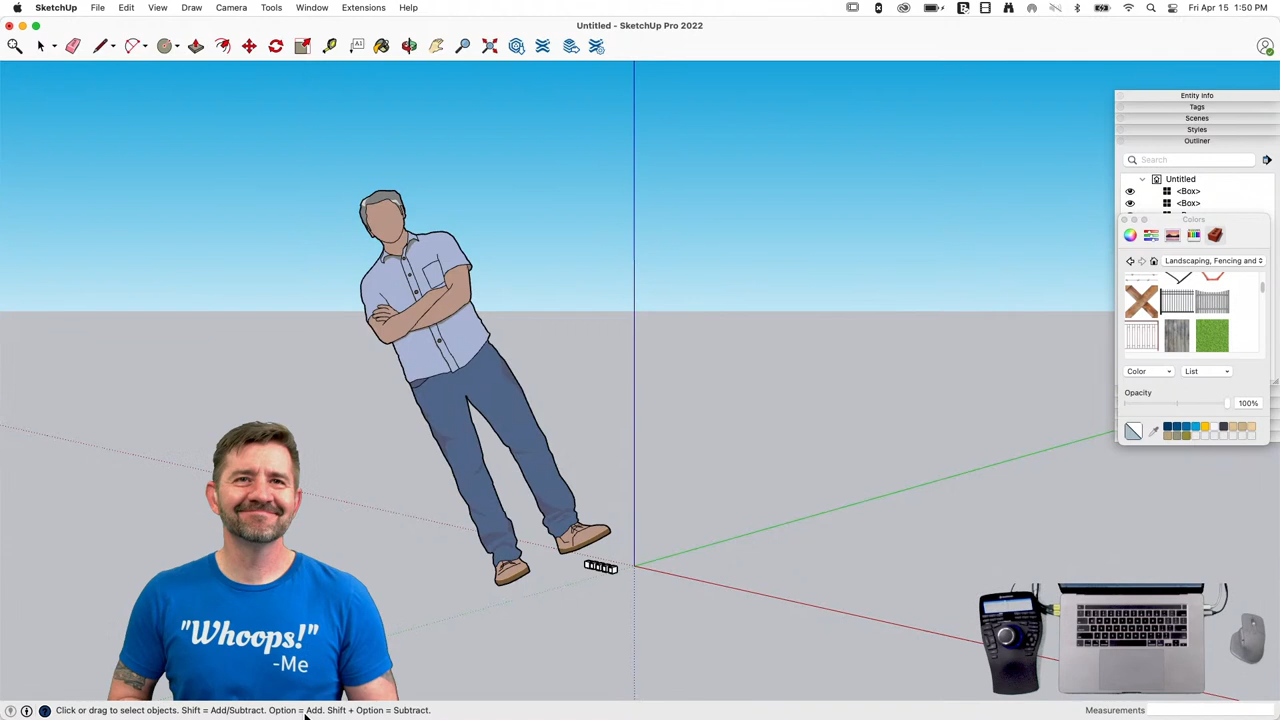 SketchUp File Edit View Draw Camera Tools Window Extensions Help Fri Apr 15 1:50 PM
Untitled - SketchUp Pro 2022
Entity Info
Tags
Scenes
Styles
Outliner
Search
Untitled
<Box>
<Box>
Colors
Landscaping, Fencing and
Color List
Opacity
100%
"Whoops!"
-Me
Click or drag to select objects. Shift = Add/Subtract. Option = Add. Shift + Option = Subtract.
Measurements